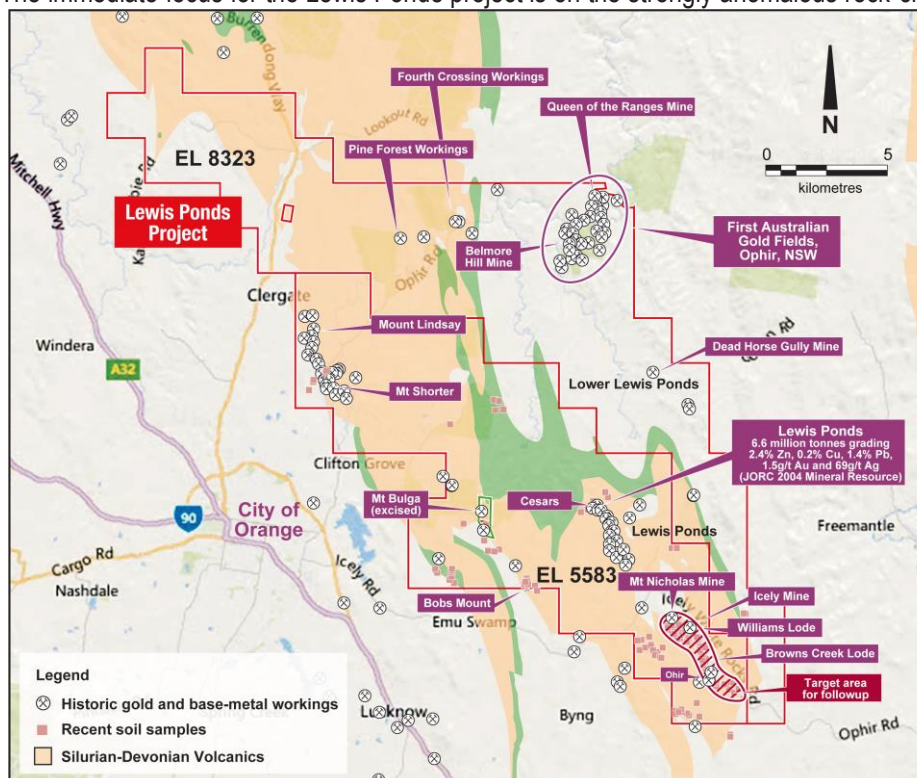 The immediate focus for the Lewis Ponds project is on the strongly anomalous rock-c
Burrendong Way
Fourth Crossing Workings
Queen of the Ranges Mine
N
Lookout Rd
EL 8323
Pine Forest Workings
0 5
kilometres
Mitchell Hwy
Lewis Ponds
Project
Ophir Rd
Belmore
Hill Mine
First Australian
Gold Fields,
Ophir, NSW
Clergate
Mount Lindsay
Windera
Dead Horse Gully Mine
A32
Lower Lewis Ponds
Mt Shorter
Lewis Ponds
6.6 million tonnes grading
2.4% Zn, 0.2% Cu, 1.4% Pb,
1.5g/t Au and 69g/t Ag
(JORC 2004 Mineral Resource)
Clifton Grove
Mt Bulga
(excised)
Cesars
90
City of
Orange
Lewis Ponds
Freemantle
Cargo Rd
Nashdale
Icely Rd
EL 5583
Mt Nicholas Mine
Icely
Icely Mine
Bobs Mount
Emu Swamp
Williams Lode
Browns Creek Lode
Ohir
Target area
for followup
Byng
Ophir Rd
Legend
Historic gold and base-metal workings
Recent soil samples
Silurian-Devonian Volcanics